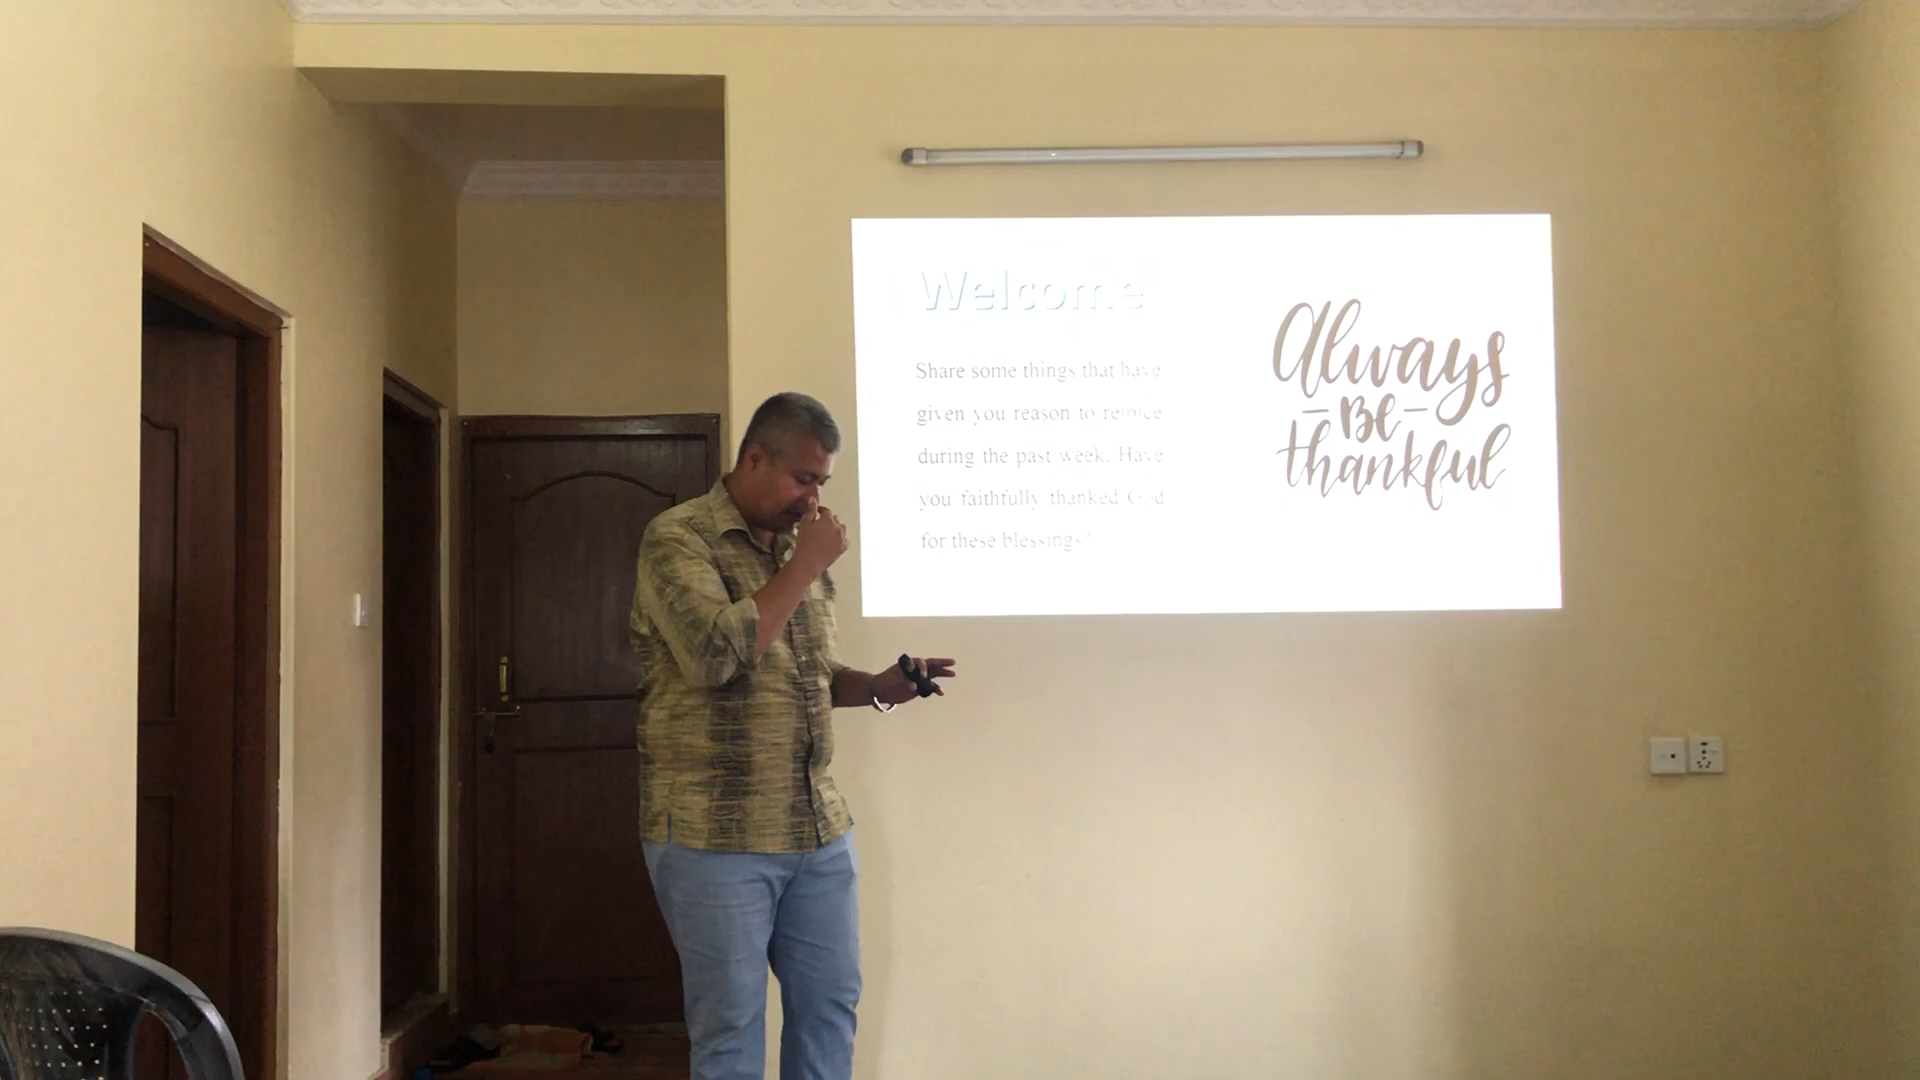 Welcome
Share some things that have
given you reason to rejoice
during the past week. Have
you faithfully thanked God
for these blessings?
Always
Be
thankful